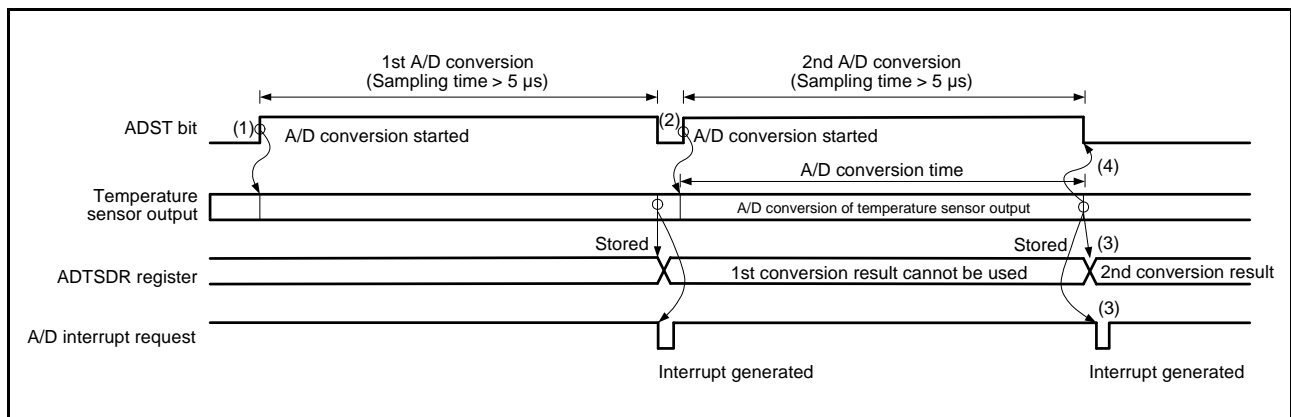 1st A/D conversion
(Sampling time > 5 µs)
2nd A/D conversion
(Sampling time > 5 µs)
ADST bit
(1)
A/D conversion started
(2)
A/D conversion started
(4)
A/D conversion time
Temperature
sensor output
A/D conversion of temperature sensor output
Stored
Stored
(3)
ADTSDR register
1st conversion result cannot be used
2nd conversion result
A/D interrupt request
(3)
Interrupt generated
Interrupt generated